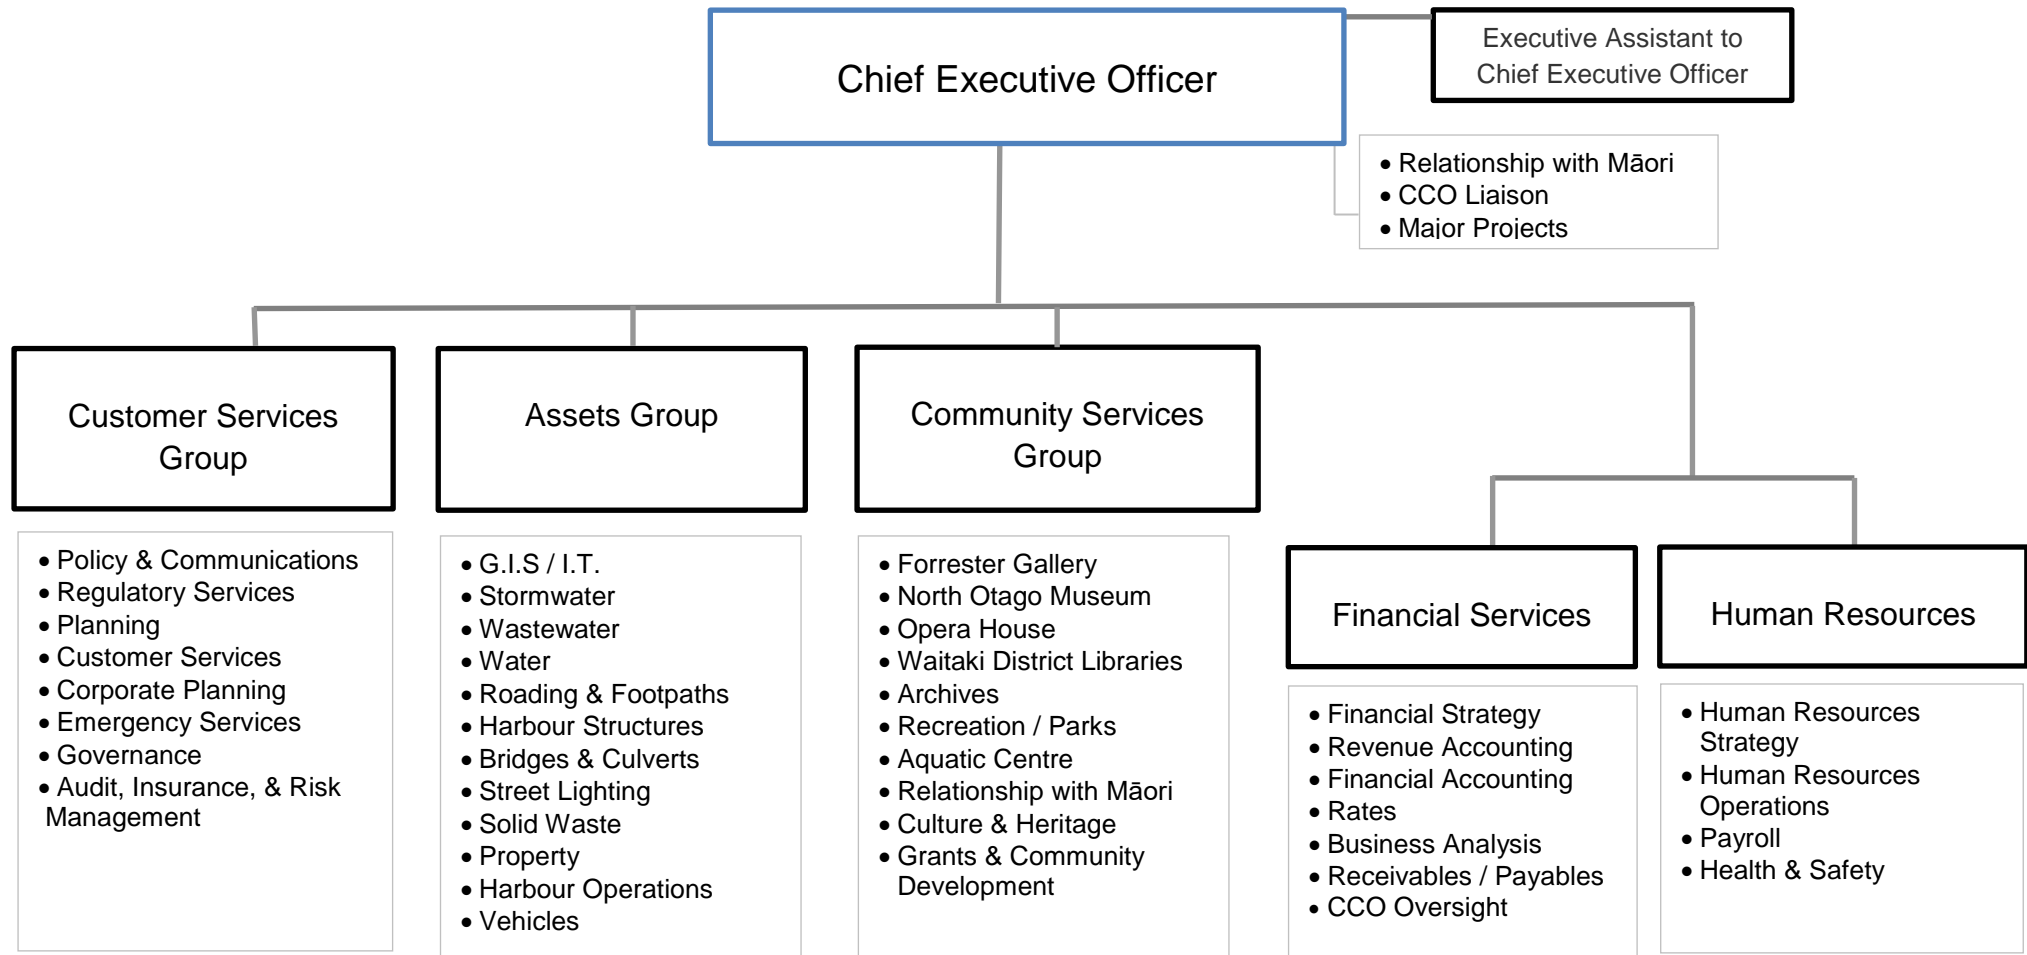 Chief Executive Officer
Executive Assistant to
Chief Executive Officer
• Relationship with Māori
• CCO Liaison
• Major Projects
Customer Services
Group
• Policy & Communications
• Regulatory Services
• Planning
• Customer Services
• Corporate Planning
• Emergency Services
• Governance
• Audit, Insurance, & Risk
Management
Assets Group
• G.I.S / I.T.
• Stormwater
• Wastewater
• Water
• Roading & Footpaths
• Harbour Structures
• Bridges & Culverts
• Street Lighting
• Solid Waste
• Property
• Harbour Operations
• Vehicles
Community Services
Group
• Forrester Gallery
• North Otago Museum
• Opera House
• Waitaki District Libraries
• Archives
• Recreation / Parks
• Aquatic Centre
• Relationship with Māori
• Culture & Heritage
• Grants & Community
Development
Financial Services
• Financial Strategy
• Revenue Accounting
• Financial Accounting
• Rates
• Business Analysis
• Receivables / Payables
• CCO Oversight
Human Resources
• Human Resources
Strategy
• Human Resources
Operations
• Payroll
• Health & Safety